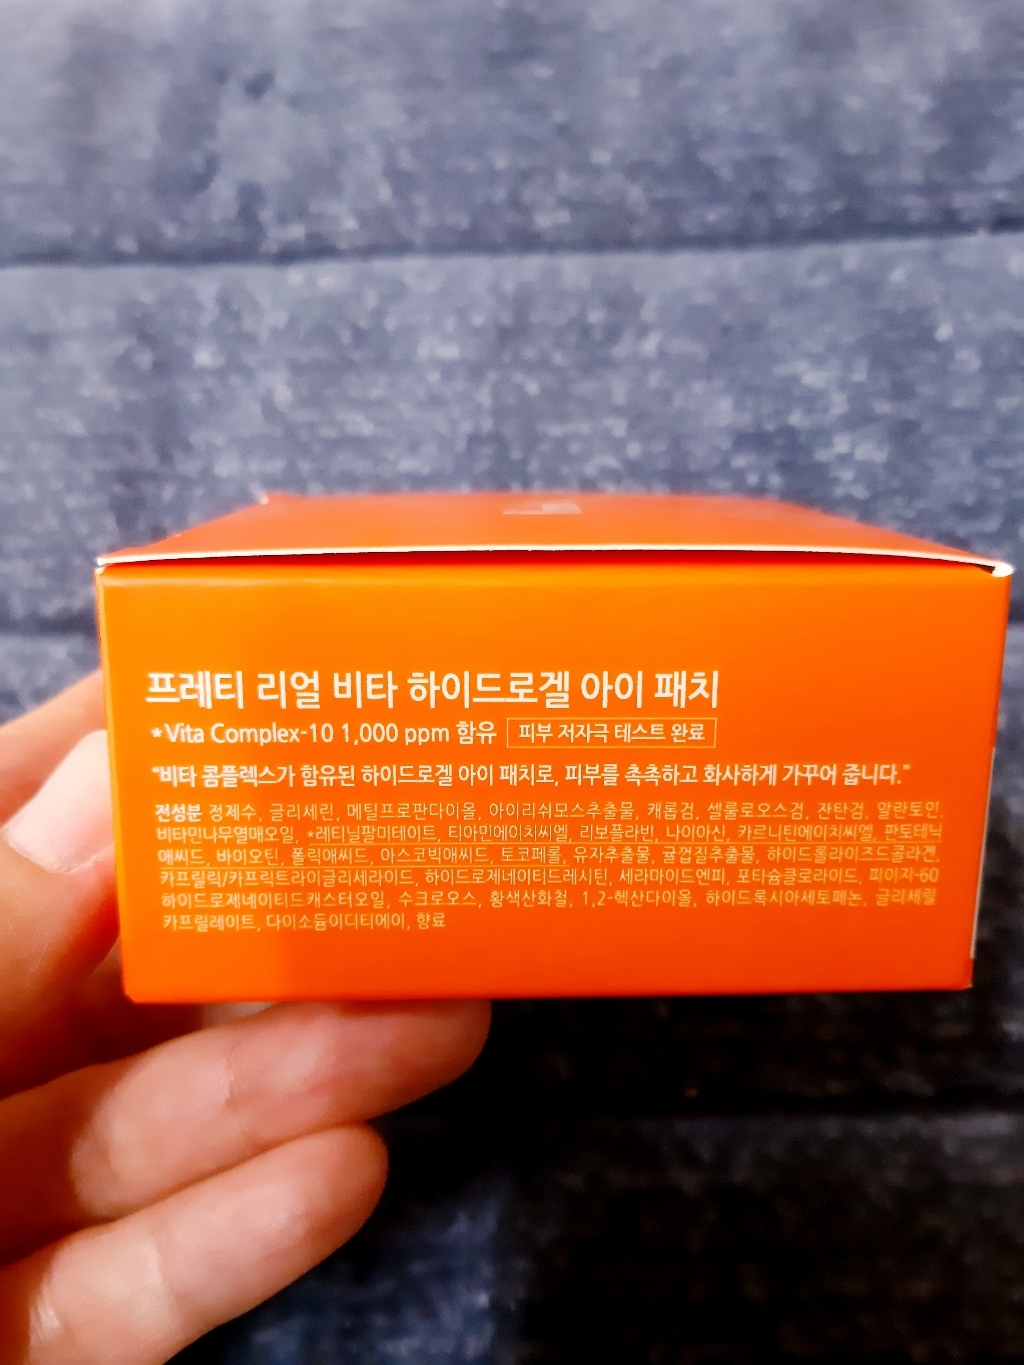 프레티 리얼 비타 하이드로겔 아이 패치
*Vita Complex-10 1,000 ppm 함유 피부 저자극 테스트 완료
"비타 콤플렉스가 함유된 하이드로겔 아이 패치로, 피부를 촉촉하고 화사하게 가꾸어 줍니다."
전성분 정제수, 글리세린, 메틸프로판다이올, 아이리쉬모스추출물, 캐롭검, 셀룰로오스검, 잔탄검, 알란토인,
비타민나무열매오일, *레티닐팔미테이트, 티아민에이치씨엘, 리보플라빈, 나이아신, 카르니틴에이치씨엘, 판토테닉
애씨드, 바이오틴, 폴릭애씨드, 아스코빅애씨드, 토코페롤, 유자추출물, 귤껍질추출물, 하이드롤라이즈드콜라겐,
카프릴릭/카프릭트라이글리세라이드, 하이드로제네이티드레시틴, 세라마이드엔피, 포타슘클로라이드, 피이지-60
하이드로제네이티드캐스터오일, 수크로오스, 황색산화철, 1,2-헥산다이올, 하이드록시아세토페논, 글리세릴
카프릴레이트, 다이소듐이디티에이, 향료